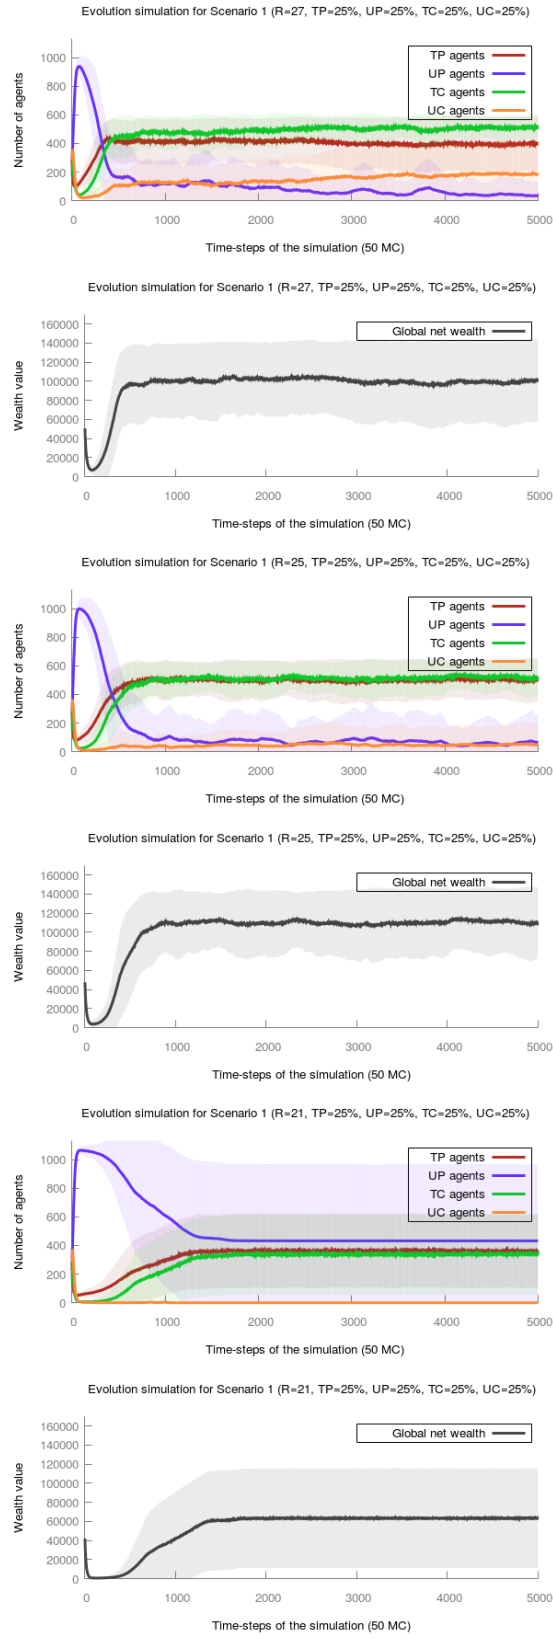 Evolution simulation for Scenario 1 (R=27, TP=25%, UP=25%, TC=25%, UC=25%)
Number of agents
1000
800
600
400
200
0
TP agents
UP agents
TC agents
UC agents
0 1000 2000 3000 4000 5000
Time-steps of the simulation (50 MC)
Evolution simulation for Scenario 1 (R=27, TP=25%, UP=25%, TC=25%, UC=25%)
Wealth value
160000
140000
120000
100000
80000
60000
40000
20000
0
Global net wealth
0 1000 2000 3000 4000 5000
Time-steps of the simulation (50 MC)
Evolution simulation for Scenario 1 (R=25, TP=25%, UP=25%, TC=25%, UC=25%)
Number of agents
1000
800
600
400
200
0
TP agents
UP agents
TC agents
UC agents
0 1000 2000 3000 4000 5000
Time-steps of the simulation (50 MC)
Evolution simulation for Scenario 1 (R=25, TP=25%, UP=25%, TC=25%, UC=25%)
Wealth value
160000
140000
120000
100000
80000
60000
40000
20000
0
Global net wealth
0 1000 2000 3000 4000 5000
Time-steps of the simulation (50 MC)
Evolution simulation for Scenario 1 (R=21, TP=25%, UP=25%, TC=25%, UC=25%)
Number of agents
1000
800
600
400
200
0
TP agents
UP agents
TC agents
UC agents
0 1000 2000 3000 4000 5000
Time-steps of the simulation (50 MC)
Evolution simulation for Scenario 1 (R=21, TP=25%, UP=25%, TC=25%, UC=25%)
Wealth value
160000
140000
120000
100000
80000
60000
40000
20000
0
Global net wealth
0 1000 2000 3000 4000 5000
Time-steps of the simulation (50 MC)